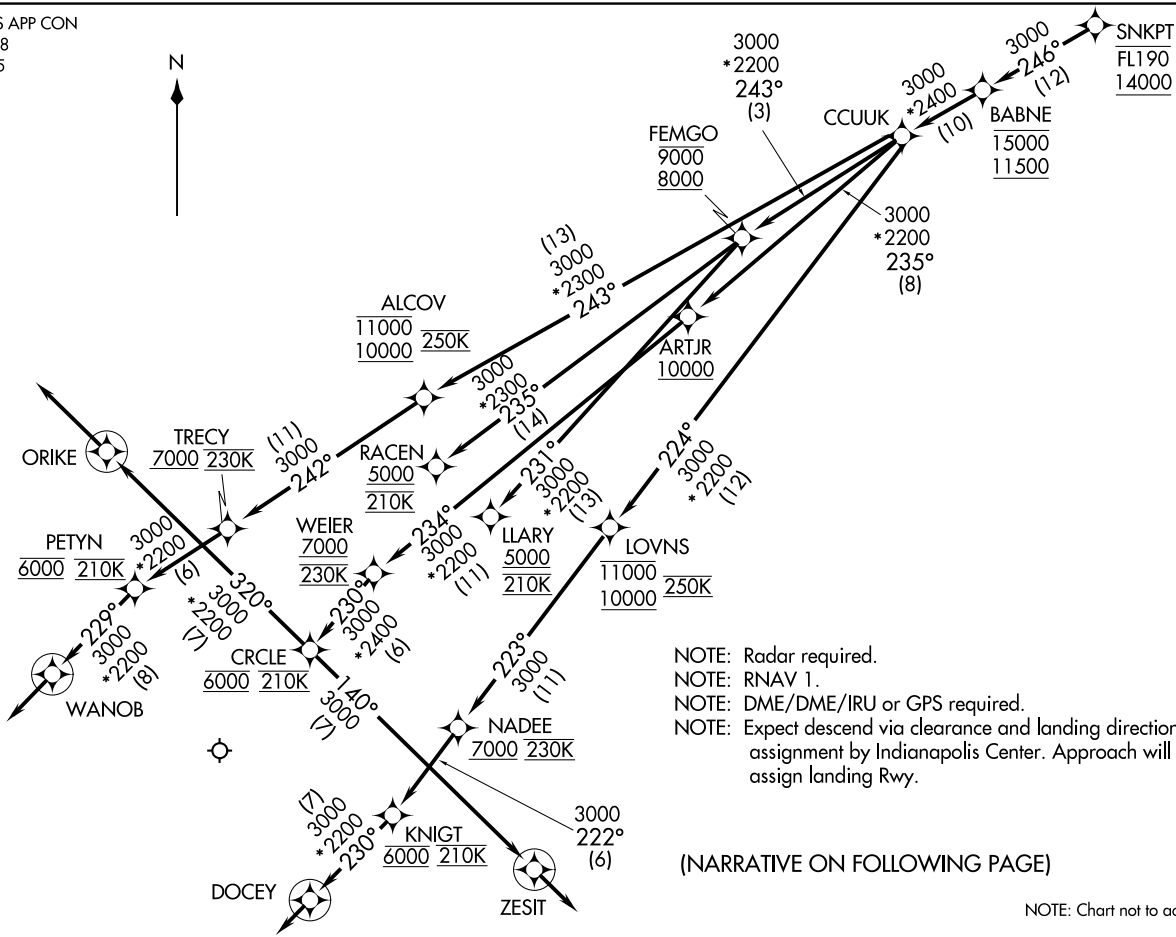 S APP CON
8
5
N
3000
*2200
243°
(3)
3000
246°
(12)
SNKPT
FL190
14000
3000
*2400
(10)
CCUUK
BABNE
15000
11500
FEMGO
9000
8000
3000
*2200
235°
(8)
(13)
3000
*2300
243°
ALCOV
11000
10000
250K
ARTJR
10000
3000
*2300
235°
(14)
ORIKE
TRECY
7000 230K
(11)
3000
242°
RACEN
5000
210K
231°
3000
*2200
(13)
224°
3000
*2200
(12)
PETYN
6000 210K
3000
*2200
(6)
WEIER
7000
230K
234°
3000
*2200
(11)
LLARY
5000
210K
LOVNS
11000
10000
250K
320°
3000
*2200
(7)
230°
3000
*2400
(6)
229°
3000
*2200
(8)
WANOB
CRCLE
6000 210K
140°
3000
(7)
223°
3000
(11)
NADEE
7000 230K
NOTE: Radar required.
NOTE: RNAV 1.
NOTE: DME/DME/IRU or GPS required.
NOTE: Expect descend via clearance and landing direction
assignment by Indianapolis Center. Approach will
assign landing Rwy.
(7)
3000
*2200
230°
KNIGT
6000 210K
3000
222°
(6)
DOCEY
ZESIT
(NARRATIVE ON FOLLOWING PAGE)
NOTE: Chart not to